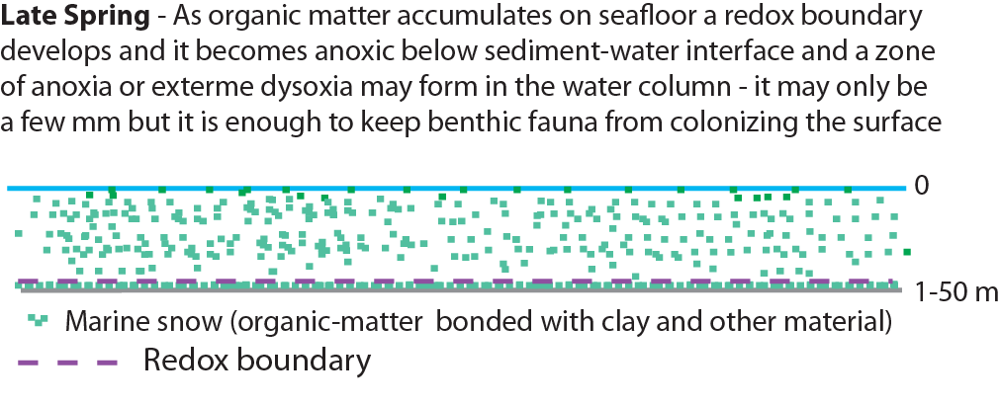 Late Spring - As organic matter accumulates on seafloor a redox boundary
develops and it becomes anoxic below sediment-water interface and a zone
of anoxia or exterme dysoxia may form in the water column - it may only be
a few mm but it is enough to keep benthic fauna from colonizing the surface
0
1-50 m
Marine snow (organic-matter bonded with clay and other material)
Redox boundary